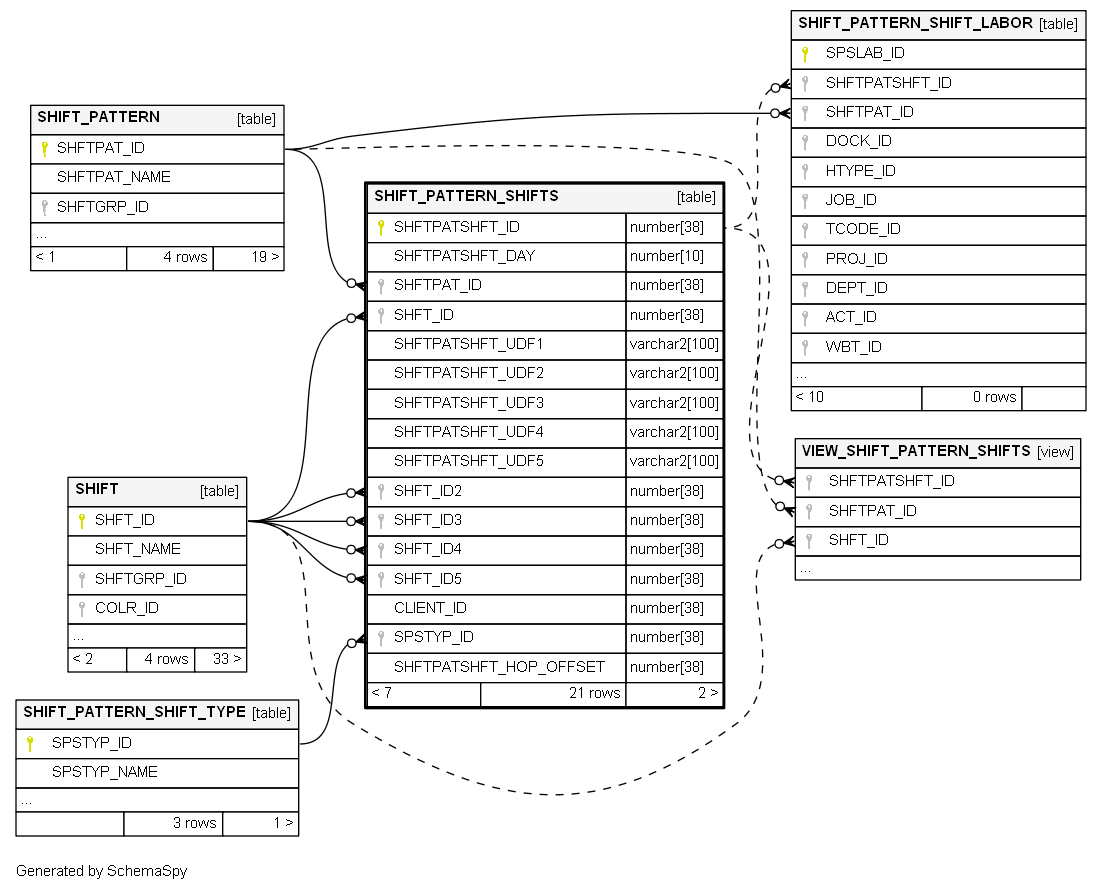 SHIFT_PATTERN_SHIFT_LABOR [table]
SPSLAB_ID
SHFTPATSHFT_ID
SHFTPAT_ID
DOCK_ID
HTYPE_ID
JOB_ID
TCODE_ID
PROJ_ID
DEPT_ID
ACT_ID
WBT_ID
...
< 10 0 rows
SHIFT_PATTERN [table]
SHFTPAT_ID
SHFTPAT_NAME
SHFTGRP_ID
...
< 1 4 rows 19 >
SHIFT_PATTERN_SHIFTS [table]
SHFTPATSHFT_ID number[38]
SHFTPATSHFT_DAY number[10]
SHFTPAT_ID number[38]
SHFT_ID number[38]
SHFTPATSHFT_UDF1 varchar2[100]
SHFTPATSHFT_UDF2 varchar2[100]
SHFTPATSHFT_UDF3 varchar2[100]
SHFTPATSHFT_UDF4 varchar2[100]
SHFTPATSHFT_UDF5 varchar2[100]
SHFT_ID2 number[38]
SHFT_ID3 number[38]
SHFT_ID4 number[38]
SHFT_ID5 number[38]
CLIENT_ID number[38]
SPSTYP_ID number[38]
SHFTPATSHFT_HOP_OFFSET number[38]
< 7 21 rows 2 >
VIEW_SHIFT_PATTERN_SHIFTS [view]
SHFTPATSHFT_ID
SHFTPAT_ID
SHFT_ID
...
SHIFT [table]
SHFT_ID
SHFT_NAME
SHFTGRP_ID
COLR_ID
...
< 2 4 rows 33 >
SHIFT_PATTERN_SHIFT_TYPE [table]
SPSTYP_ID
SPSTYP_NAME
...
3 rows 1 >
Generated by SchemaSpy